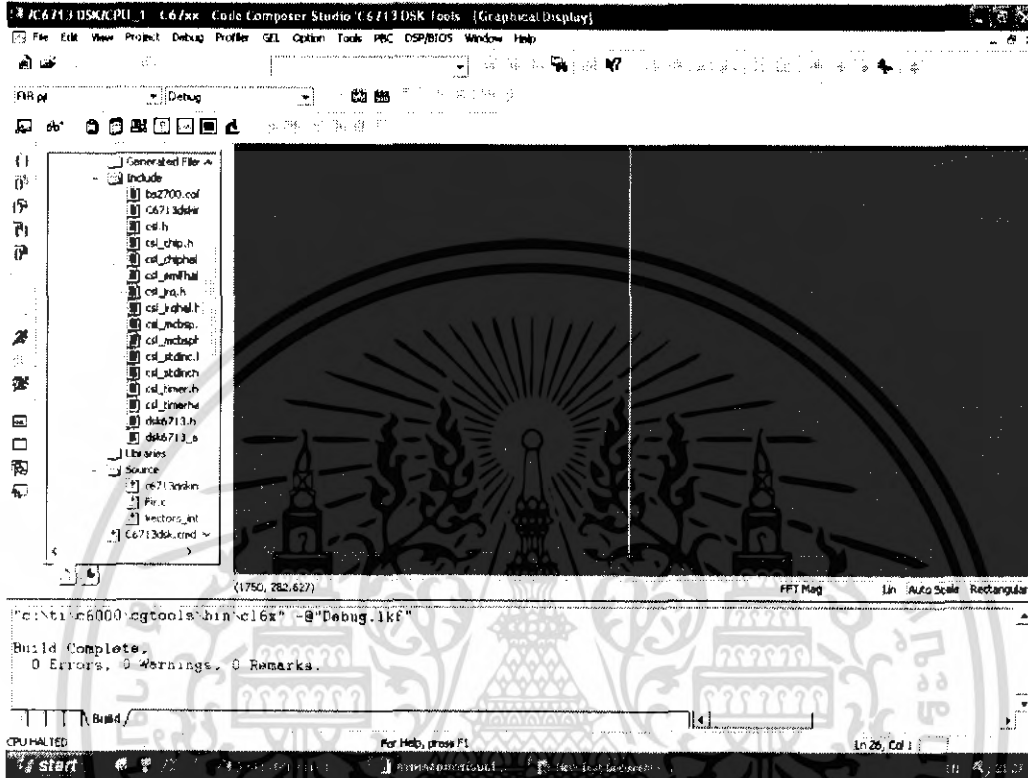 /C6713 DSK/CPU_1 - C67xx - Code Composer Studio 'C6713 DSK Tools - [Graphical Display]
File Edit View Project Debug Profiler GEL Option Tools PBC DSP/BIOS Window Help
FIR.pjt Debug
Generated File
Include
bs2700.cof
C6713dskin
csl.h
csl_chip.h
csl_chiphal
csl_emifhal
csl_irq.h
csl_irqhal.h
csl_mcbsp.
csl_mcbsph
csl_stdinc.h
csl_stdinch
csl_timer.h
csl_timerha
dsk6713.h
dsk6713_a
Libraries
Source
c6713dskin
Fir.c
vectors_int
C6713dsk.cmd
(1750, 282.627) FFT Mag Lin Auto Scale Rectangular
"c:\ti\c6000\cgtools\bin\cl6x" -@"Debug.lkf"
Build Complete,
0 Errors, 0 Warnings, 0 Remarks.
Build
CPU HALTED For Help, press F1 Ln 26, Col 1
start